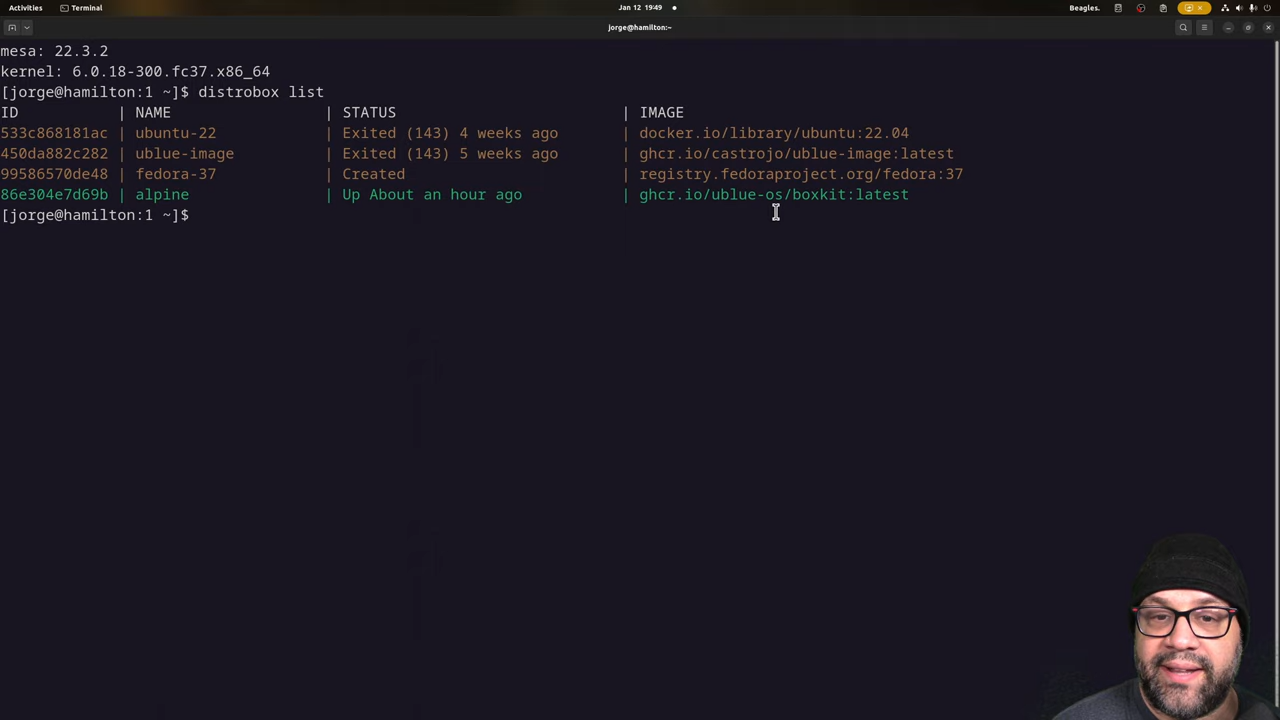 Activities Terminal Jan 12 19:49 Beagles.
jorge@hamilton:~
mesa: 22.3.2
kernel: 6.0.18-300.fc37.x86_64
[jorge@hamilton:1 ~]$ distrobox list
ID | NAME | STATUS | IMAGE
533c868181ac | ubuntu-22 | Exited (143) 4 weeks ago | docker.io/library/ubuntu:22.04
450da882c282 | ublue-image | Exited (143) 5 weeks ago | ghcr.io/castrojo/ublue-image:latest
99586570de48 | fedora-37 | Created | registry.fedoraproject.org/fedora:37
86e304e7d69b | alpine | Up About an hour ago | ghcr.io/ublue-os/boxkit:latest
[jorge@hamilton:1 ~]$